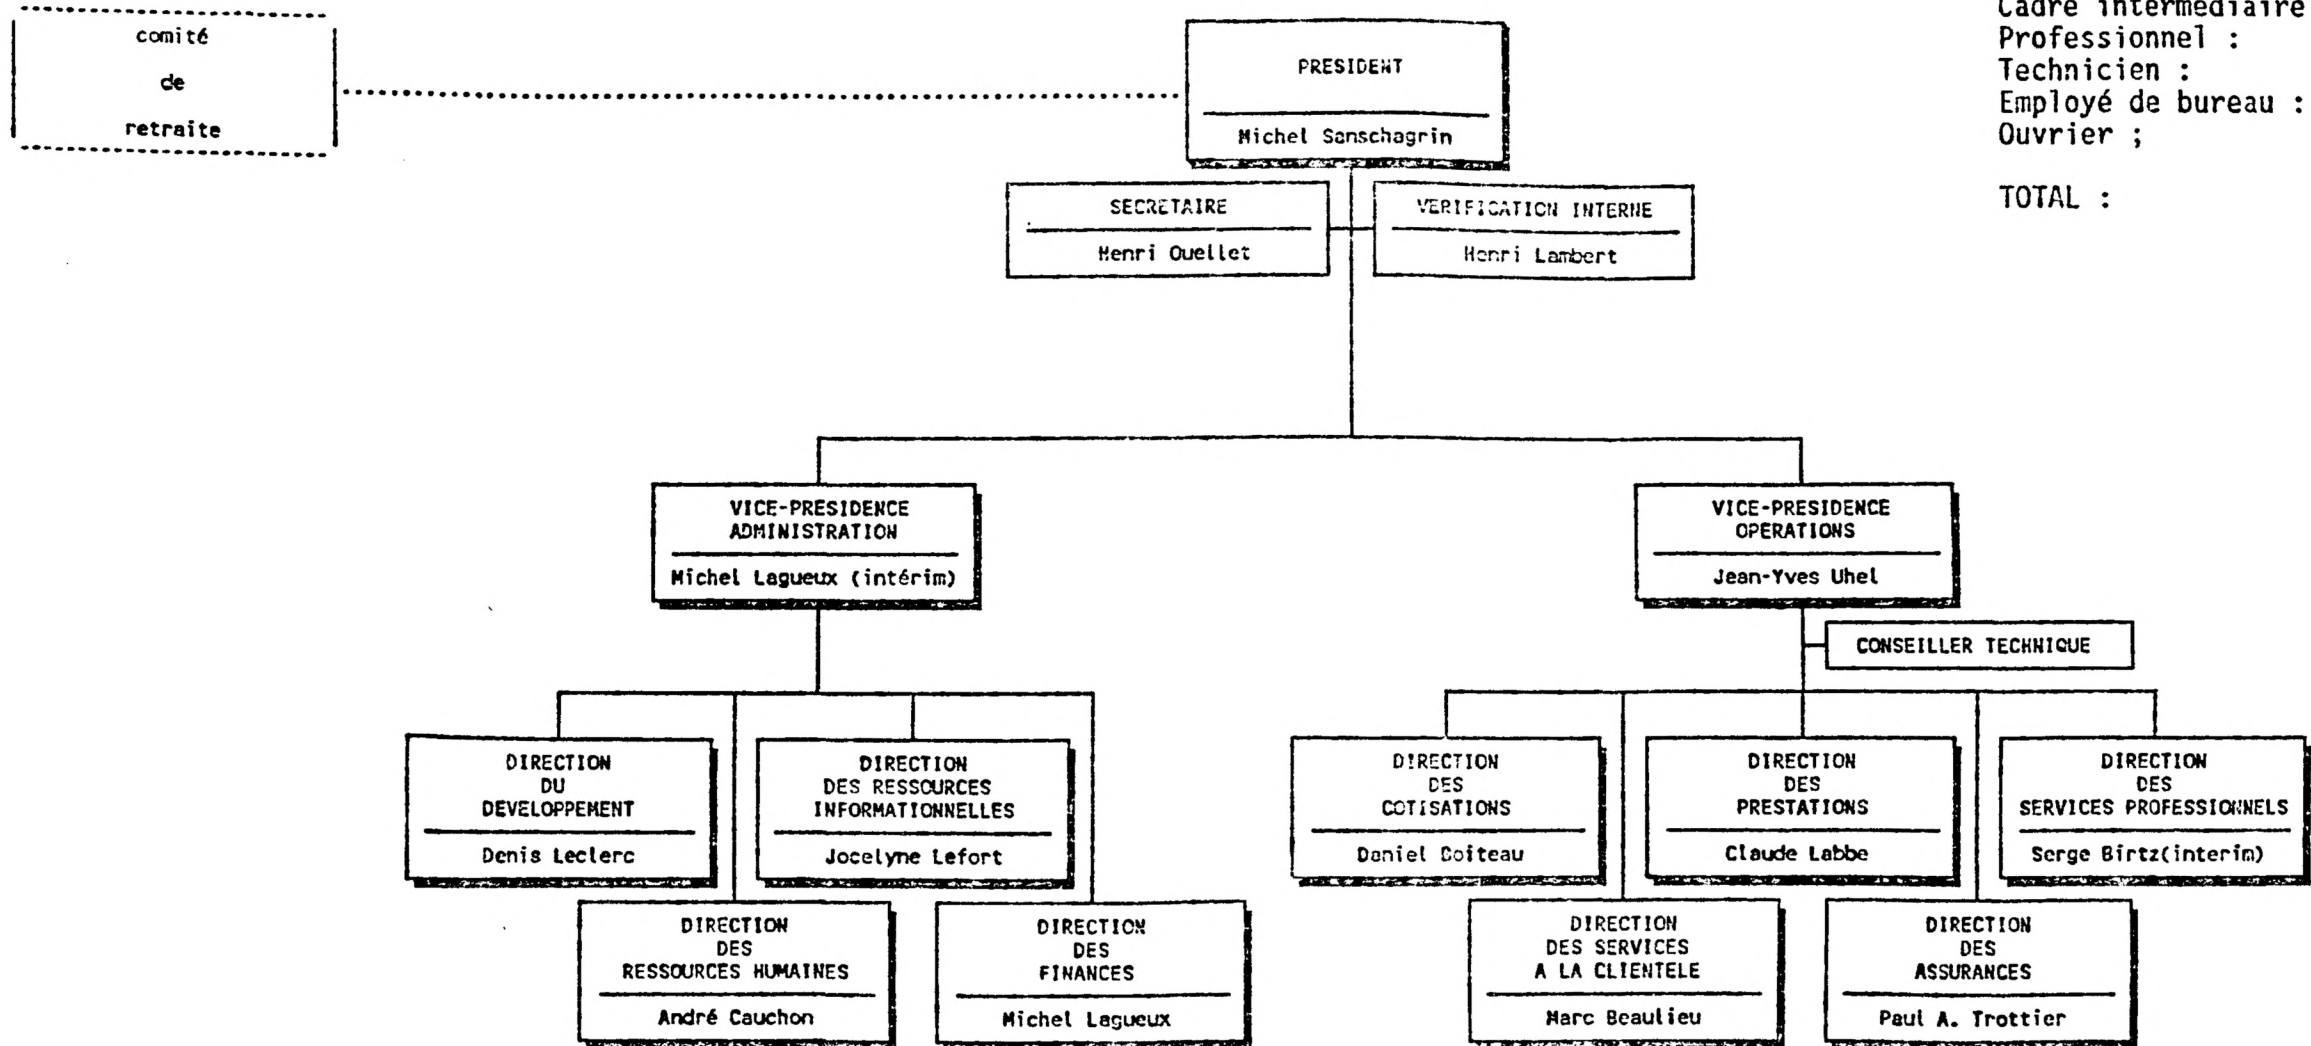 comité
de
retraite
PRESIDENT
Michel Sanschagrin
Cadre intermédiaire
Professionnel :
Technicien :
Employé de bureau :
Ouvrier ;
TOTAL :
SECRETAIRE
Henri Ouellet
VERIFICATION INTERNE
Henri Lambert
VICE-PRESIDENCE
ADMINISTRATION
Michel Lagueux (intérim)
VICE-PRESIDENCE
OPERATIONS
Jean-Yves Uhel
CONSEILLER TECHNIQUE
DIRECTION
DU
DEVELOPPEMENT
Denis Leclerc
DIRECTION
DES RESSOURCES
INFORMATIONNELLES
Jocelyne Lefort
DIRECTION
DES
COTISATIONS
Daniel
DIRECTION
DES
PRESTATIONS
Claude Labbe
DIRECTION
DES
SERVICES PROFESSIONNELS
Serge Birtz(interim)
DIRECTION
DES
RESSOURCES HUMAINES
André Cauchon
DIRECTION
DES
FINANCES
Michel Lagueux
DIRECTION
DES SERVICES
A LA CLIENTELE
Marc Beaulieu
DIRECTION
DES
ASSURANCES
Paul A. Trottier